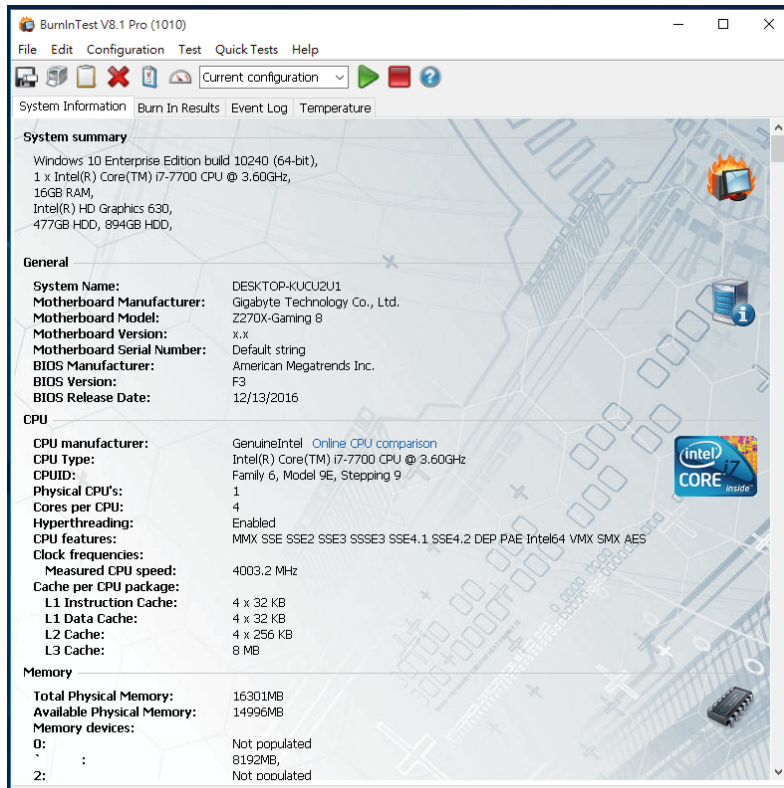 BurnInTest V8.1 Pro (1010)
File Edit Configuration Test Quick Tests Help
Current configuration
System Information Burn In Results Event Log Temperature
System summary
Windows 10 Enterprise Edition build 10240 (64-bit),
1 x Intel(R) Core(TM) i7-7700 CPU @ 3.60GHz,
16GB RAM,
Intel(R) HD Graphics 630,
477GB HDD, 894GB HDD,
General
System Name: DESKTOP-KUCU2U1
Motherboard Manufacturer: Gigabyte Technology Co., Ltd.
Motherboard Model: Z270X-Gaming 8
Motherboard Version: x.x
Motherboard Serial Number: Default string
BIOS Manufacturer: American Megatrends Inc.
BIOS Version: F3
BIOS Release Date: 12/13/2016
CPU
CPU manufacturer: GenuineIntel Online CPU comparison
CPU Type: Intel(R) Core(TM) i7-7700 CPU @ 3.60GHz
CPUID: Family 6, Model 9E, Stepping 9
Physical CPU's: 1
Cores per CPU: 4
Hyperthreading: Enabled
CPU features: MMX SSE SSE2 SSE3 SSSE3 SSE4.1 SSE4.2 DEP PAE Intel64 VMX SMX AES
Clock frequencies:
Measured CPU speed: 4003.2 MHz
Cache per CPU package:
L1 Instruction Cache: 4 x 32 KB
L1 Data Cache: 4 x 32 KB
L2 Cache: 4 x 256 KB
L3 Cache: 8 MB
intel
CORE i7
inside
Memory
Total Physical Memory: 16301MB
Available Physical Memory: 14996MB
Memory devices:
0: Not populated
` : 8192MB,
2: Not populated